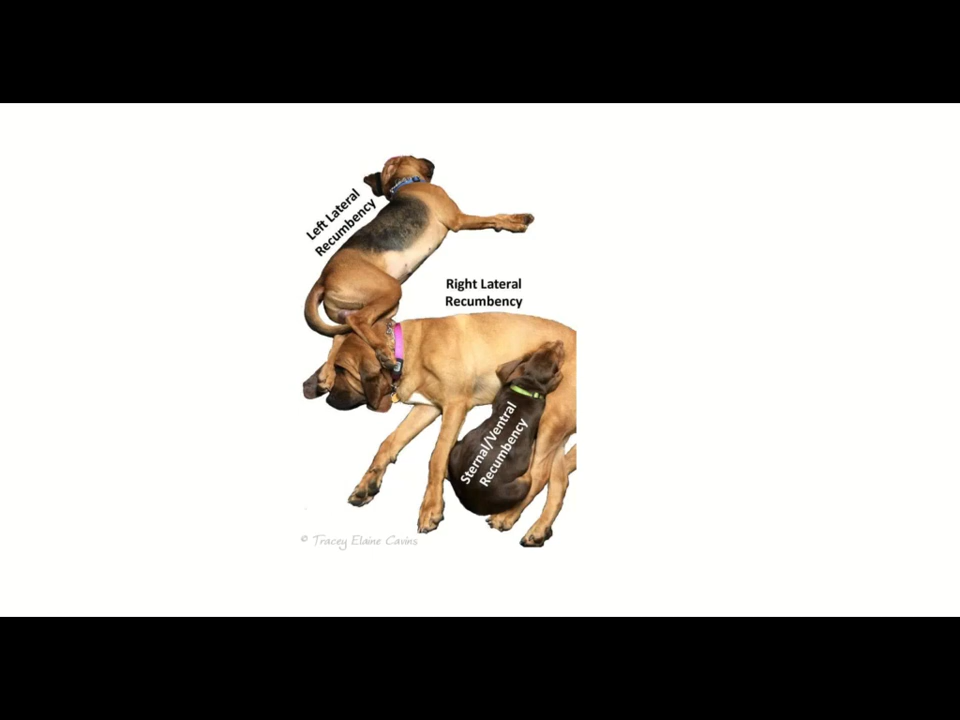 Left Lateral
Recumbency
Right Lateral
Recumbency
Sternal/Ventral
Recumbency
© Tracey Elaine Cavins